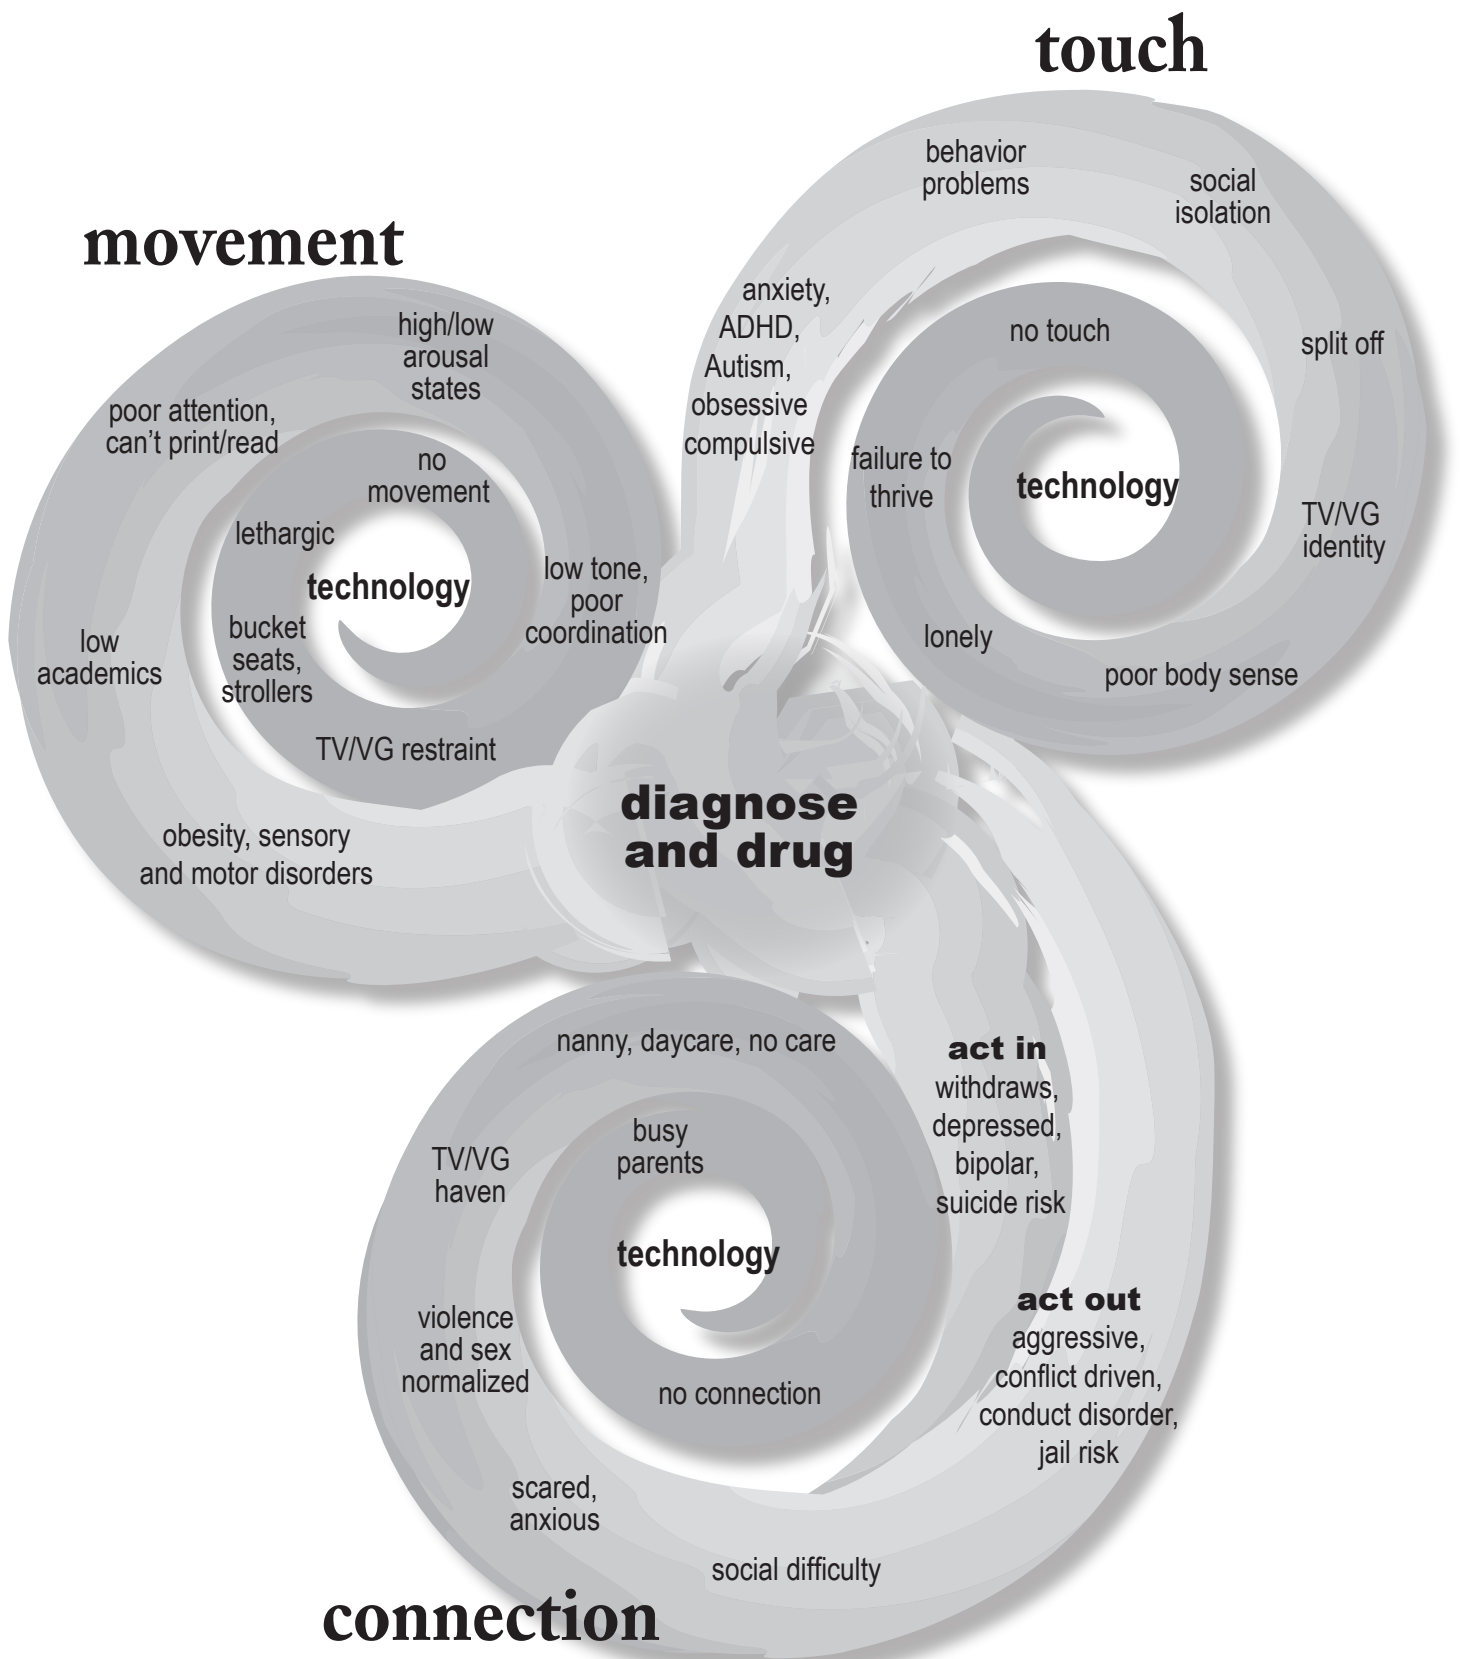 touch
behavior
problems
social
isolation
anxiety,
ADHD,
Autism,
obsessive
compulsive
no touch
split off
failure to
thrive
technology
TV/VG
identity
lonely
poor body sense
movement
high/low
arousal
states
poor attention,
can't print/read
no
movement
lethargic
technology
low tone,
poor
coordination
bucket
seats,
strollers
low
academics
TV/VG restraint
obesity, sensory
and motor disorders
diagnose
and drug
nanny, daycare, no care
busy
parents
TV/VG
haven
technology
violence
and sex
normalized
no connection
scared,
anxious
social difficulty
act in
withdraws,
depressed,
bipolar,
suicide risk
act out
aggressive,
conflict driven,
conduct disorder,
jail risk
connection